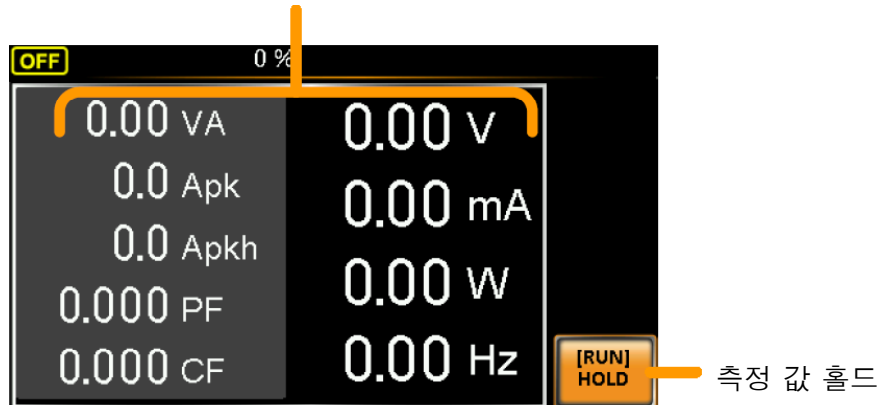 OFF 0 %
0.00 VA
0.0 Apk
0.0 Apkh
0.000 PF
0.000 CF
0.00 V
0.00 mA
0.00 W
0.00 Hz
[RUN]
HOLD
측정 값 홀드